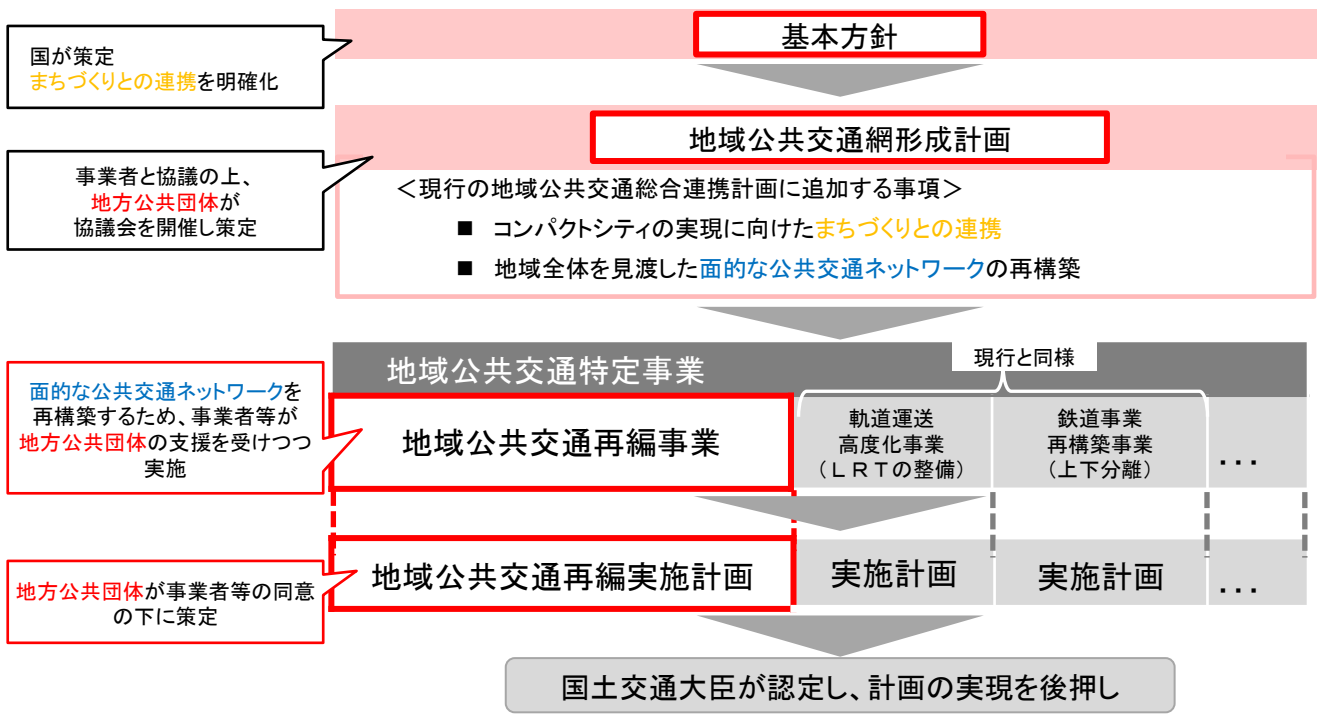 国が策定
まちづくりとの連携を明確化
基本方針
地域公共交通網形成計画
事業者と協議の上、
地方公共団体が
協議会を開催し策定
＜現行の地域公共交通総合連携計画に追加する事項＞
■ コンパクトシティの実現に向けたまちづくりとの連携
■ 地域全体を見渡した面的な公共交通ネットワークの再構築
地域公共交通特定事業
現行と同様
面的な公共交通ネットワークを
再構築するため、事業者等が
地方公共団体の支援を受けつつ
実施
地域公共交通再編事業
軌道運送
高度化事業
（ＬＲＴの整備）
鉄道事業
再構築事業
（上下分離）
・・・
地方公共団体が事業者等の同意
の下に策定
地域公共交通再編実施計画
実施計画
実施計画
・・・
国土交通大臣が認定し、計画の実現を後押し